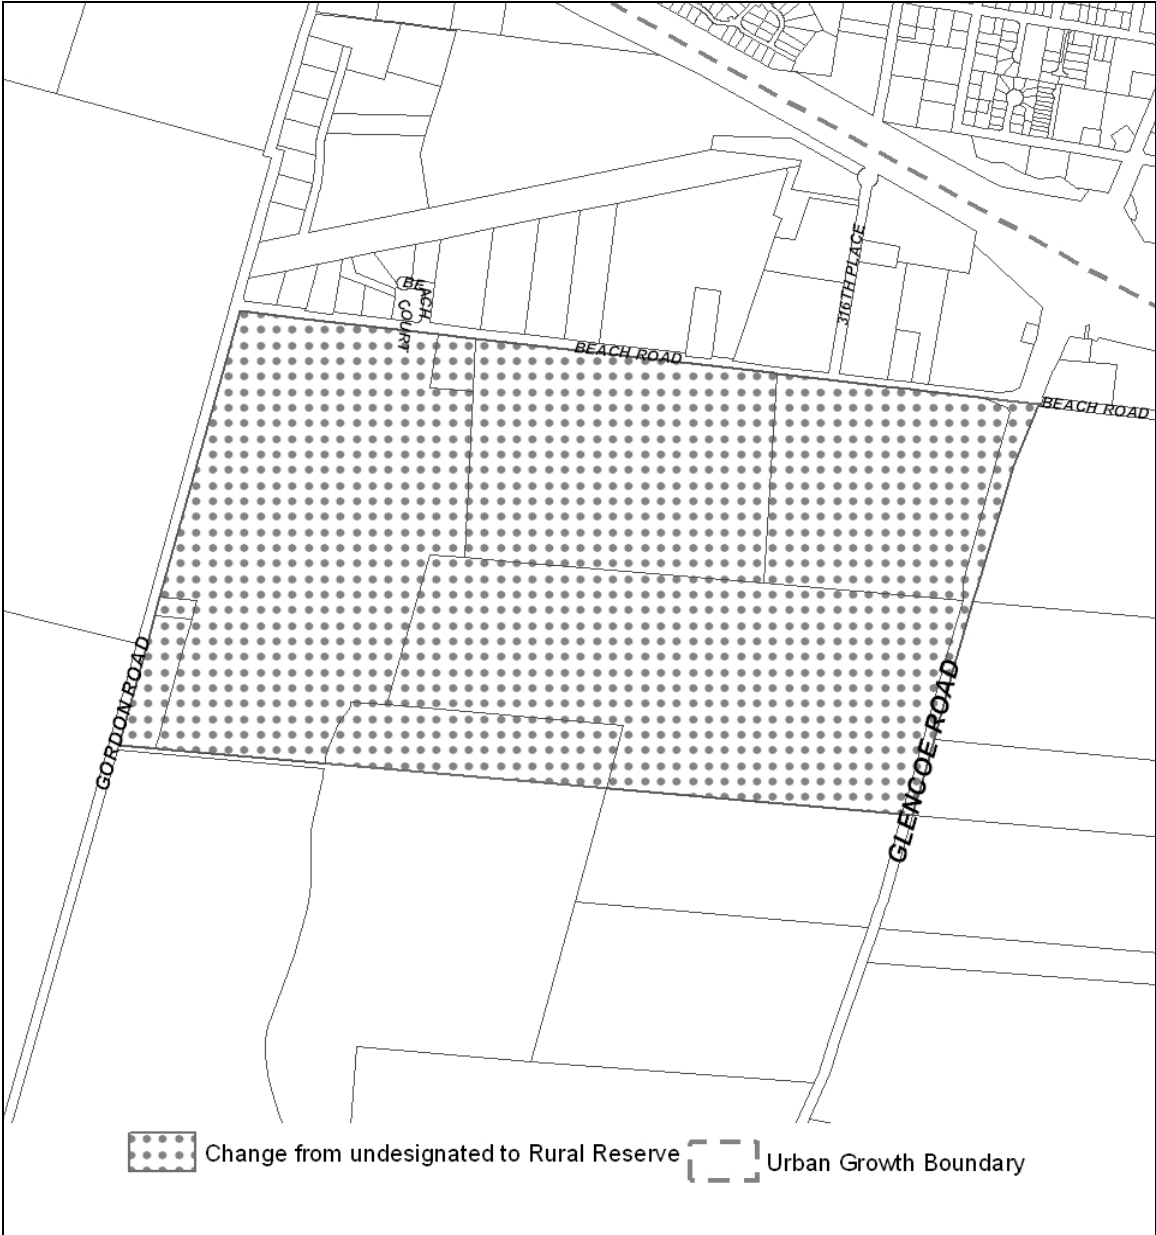 316TH PLACE
BEACH
COURT
BEACH ROAD
BEACH ROAD
GORDON ROAD
GLENCOE ROAD
Change from undesignated to Rural Reserve
Urban Growth Boundary